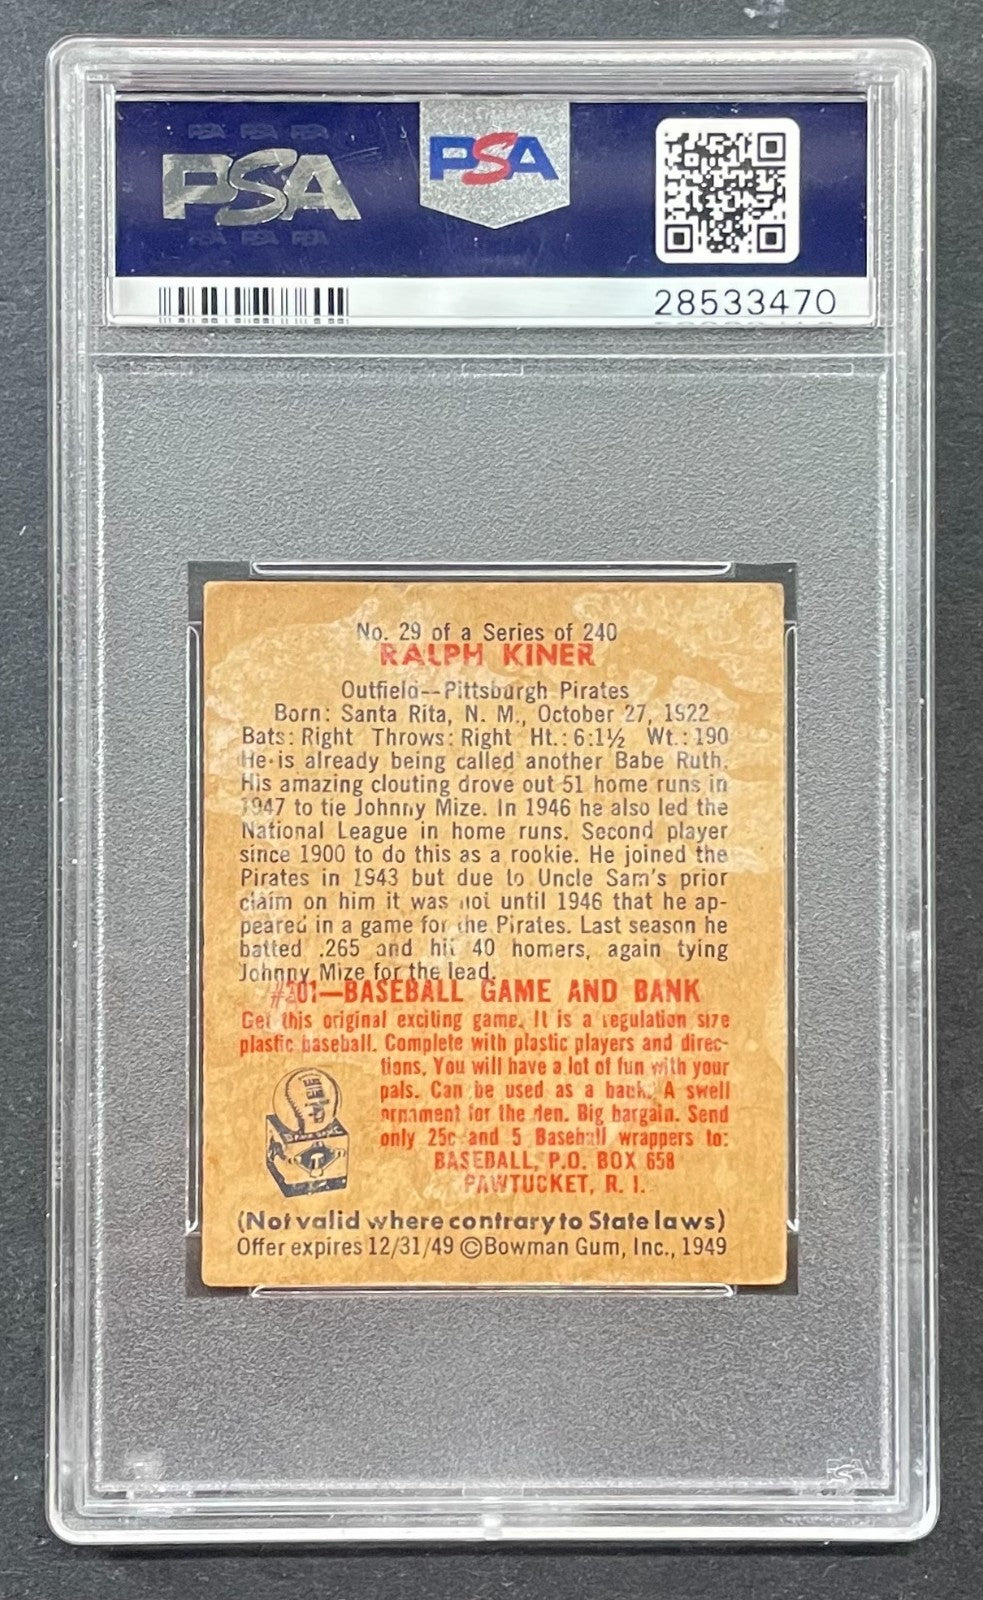 PSA PSA PSA
PSA
PSA PSA PSA
PSA
28533470
No. 29 of a Series of 240
RALPH KINER
Outfield--Pittsburgh Pirates
Born: Santa Rita, N. M., October 27, 1922
Bats: Right Throws: Right Ht.: 6:1½ Wt.: 190
He is already being called another Babe Ruth.
His amazing clouting drove out 51 home runs in
1947 to tie Johnny Mize. In 1946 he also led the
National League in home runs. Second player
since 1900 to do this as a rookie. He joined the
Pirates in 1943 but due to Uncle Sam's prior
claim on him it was not until 1946 that he ap-
peared in a game for the Pirates. Last season he
batted .265 and hit 40 homers, again tying
Johnny Mize for the lead.
#201—BASEBALL GAME AND BANK
Get this original exciting game. It is a regulation size
plastic baseball. Complete with plastic players and direc-
tions. You will have a lot of fun with your
pals. Can be used as a bank. A swell
ornament for the den. Big bargain. Send
only 25c and 5 Baseball wrappers to:
BASEBALL, P.O. BOX 658
PAWTUCKET, R. I.
(Not valid where contrary to State laws)
Offer expires 12/31/49 ©Bowman Gum, Inc., 1949